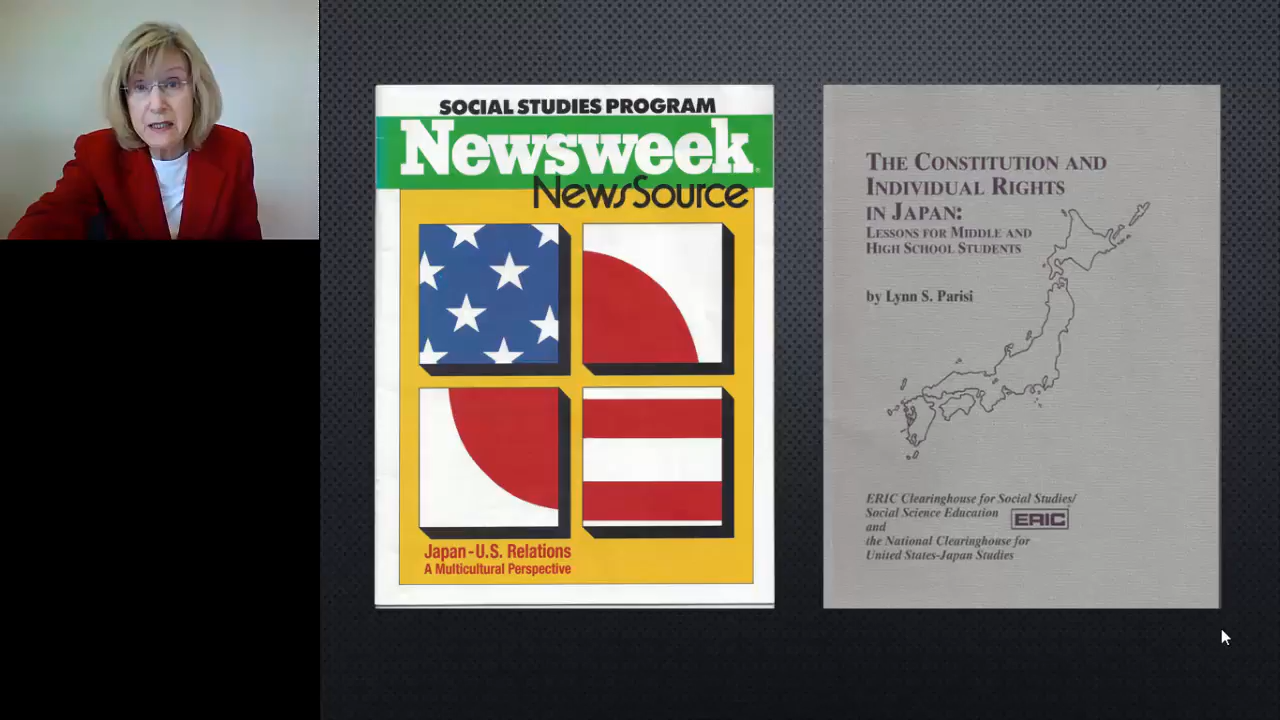 SOCIAL STUDIES PROGRAM
Newsweek
NewsSource
Japan-U.S. Relations
A Multicultural Perspective
THE CONSTITUTION AND
INDIVIDUAL RIGHTS
IN JAPAN:
LESSONS FOR MIDDLE AND
HIGH SCHOOL STUDENTS
by Lynn S. Parisi
ERIC Clearinghouse for Social Studies/
Social Science Education
ERIC
and
the National Clearinghouse for
United States-Japan Studies